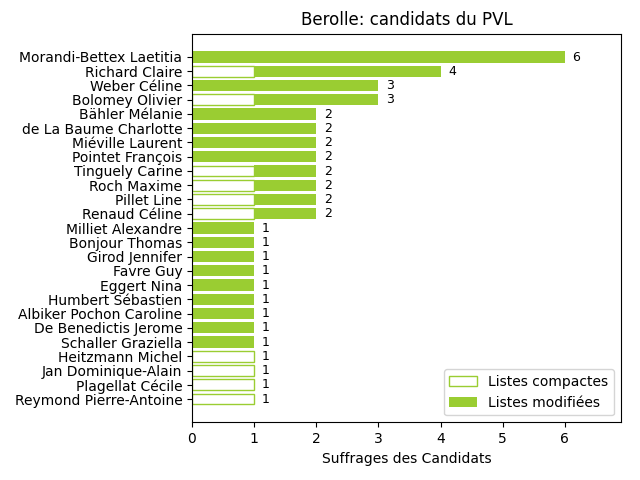 Berolle: candidats du PVL
Morandi-Bettex Laetitia 6
Richard Claire 4
Weber Céline 3
Bolomey Olivier 3
Bähler Mélanie 2
de La Baume Charlotte 2
Miéville Laurent 2
Pointet François 2
Tinguely Carine 2
Roch Maxime 2
Pillet Line 2
Renaud Céline 2
Milliet Alexandre 1
Bonjour Thomas 1
Girod Jennifer 1
Favre Guy 1
Eggert Nina 1
Humbert Sébastien 1
Albiker Pochon Caroline 1
De Benedictis Jerome 1
Schaller Graziella 1
Heitzmann Michel 1
Jan Dominique-Alain 1
Plagellat Cécile 1
Reymond Pierre-Antoine 1
Listes compactes
Listes modifiées
0 1 2 3 4 5 6
Suffrages des Candidats